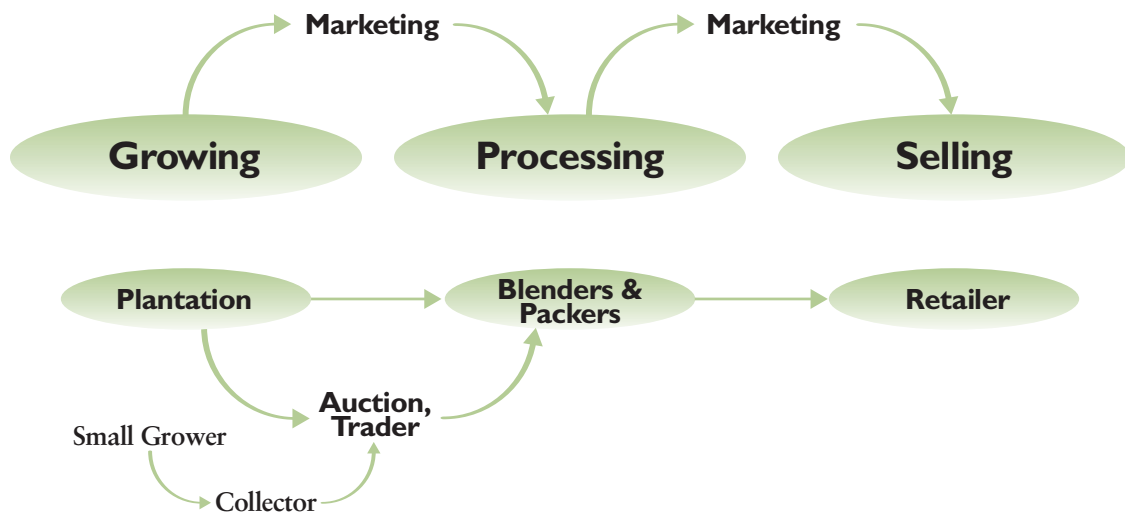 Marketing
Marketing
Growing
Processing
Selling
Plantation
Blenders &
Packers
Retailer
Auction,
Trader
Small Grower
Collector